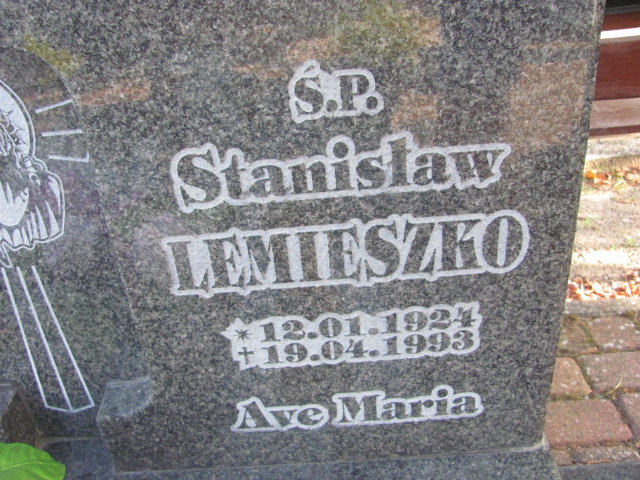 Ś.P.
Stanisław
LEMIESZKO
* 12.01.1924
+ 19.04.1993
Ave Maria